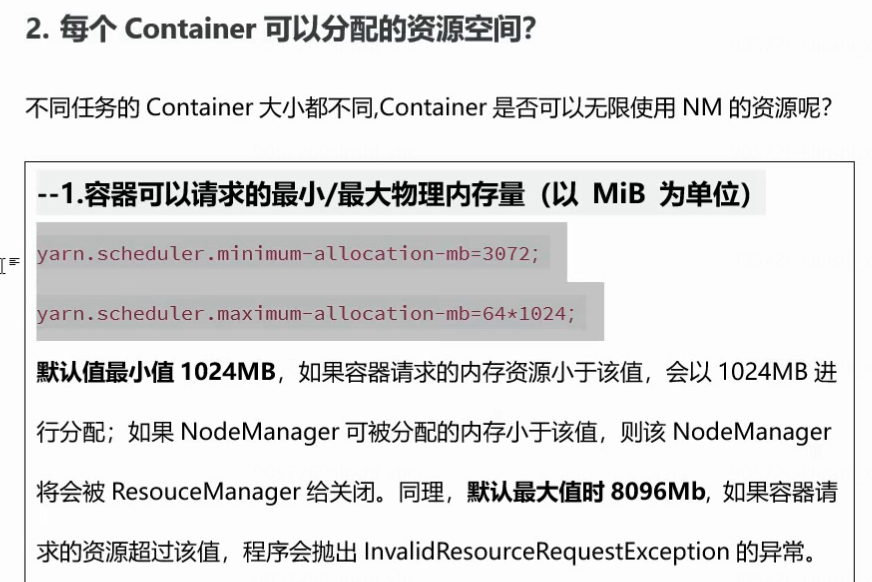 2. 每个 Container 可以分配的资源空间？
不同任务的 Container 大小都不同,Container 是否可以无限使用 NM 的资源呢？
--1.容器可以请求的最小/最大物理内存量（以 MiB 为单位）
yarn.scheduler.minimum-allocation-mb=3072;
yarn.scheduler.maximum-allocation-mb=64*1024;
默认值最小值 1024MB，如果容器请求的内存资源小于该值，会以 1024MB 进
行分配；如果 NodeManager 可被分配的内存小于该值，则该 NodeManager
将会被 ResouceManager 给关闭。同理，默认最大值时 8096Mb, 如果容器请
求的资源超过该值，程序会抛出 InvalidResourceRequestException 的异常。